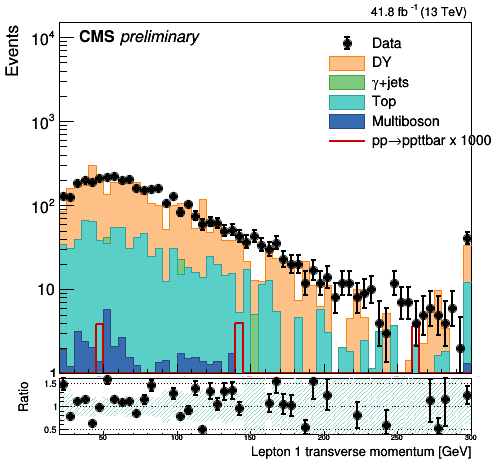 41.8 fb⁻¹ (13 TeV)
CMS preliminary
Events
10⁴
10³
10²
10
1
Data
DY
γ+jets
Top
Multiboson
pp→ppttbar x 1000
Ratio
1.5
1
0.5
50 100 150 200 250 300
Lepton 1 transverse momentum [GeV]